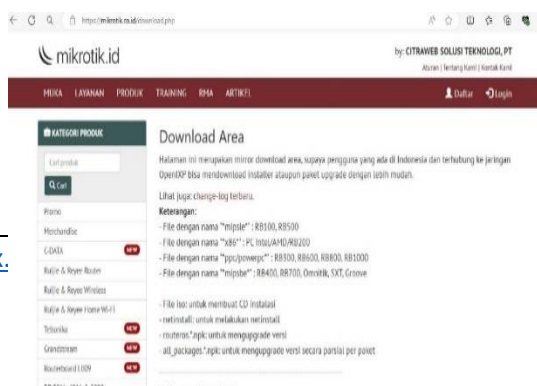 https://mikrotik.co.id/download.php
mikrotik.id
by: CITRAWEB SOLUSI TEKNOLOGI, PT
Aturan | Tentang Kami | Kontak Kami
MUKA LAYANAN PRODUK TRAINING RMA ARTIKEL
Daftar Login
KATEGORI PRODUK
Cari produk
Cari
Promo
Merchandise
C-DATA NEW
Ruijie & Reyee Router
Ruijie & Reyee Wireless
Ruijie & Reyee Home Wi-Fi
Teltonika NEW
Grandstream NEW
Routerboard L009 NEW
Download Area
Halaman ini merupakan mirror download area, supaya pengguna yang ada di Indonesia dan terhubung ke jaringan
OpenIXP bisa mendownload installer ataupun paket upgrade dengan lebih mudah.
Lihat juga: change-log terbaru.
Keterangan:
- File dengan nama "*mipsle*" : RB100, RB500
- File dengan nama "*x86*" : PC Intel/AMD/RB200
- File dengan nama "*ppc/powerpc*" : RB300, RB600, RB800, RB1000
- File dengan nama "*mipsbe*" : RB400, RB700, Omnitik, SXT, Groove
- File iso: untuk membuat CD instalasi
- netinstall: untuk melakukan netinstall
- routeros*.npk: untuk mengupgrade versi
- all_packages*.npk: untuk mengupgrade versi secara parsial per paket